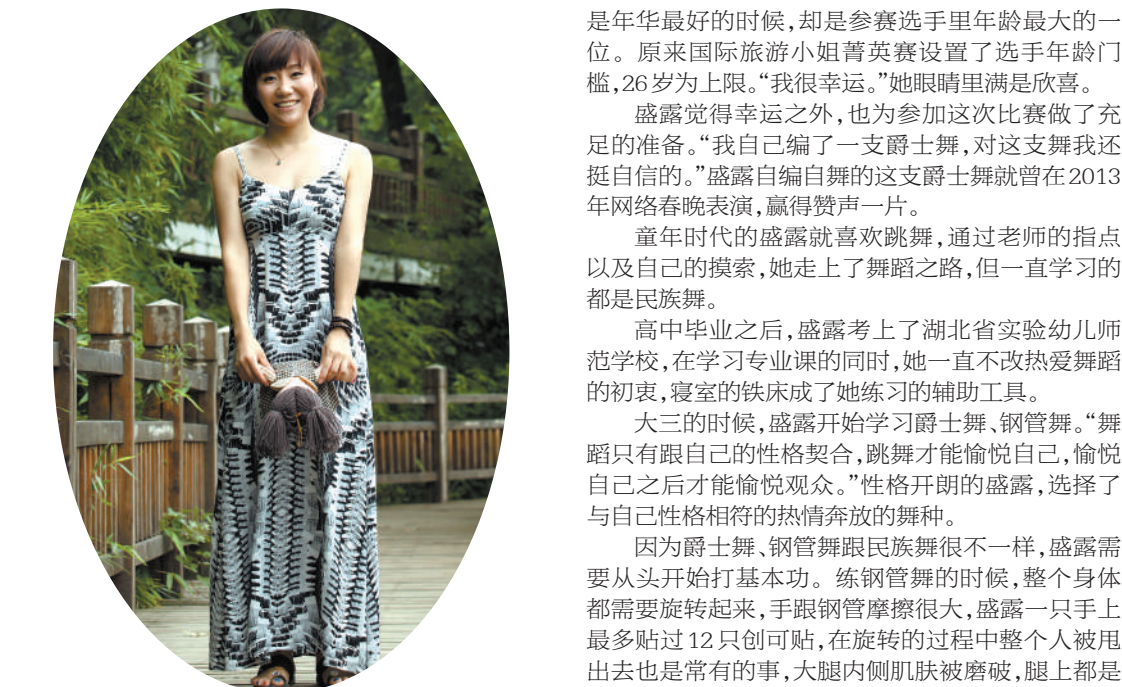 是年华最好的时候,却是参赛选手里年龄最大的一
位。原来国际旅游小姐菁英赛设置了选手年龄门
槛,26岁为上限。“我很幸运。”她眼睛里满是欣喜。
盛露觉得幸运之外,也为参加这次比赛做了充
足的准备。“我自己编了一支爵士舞,对这支舞我还
挺自信的。”盛露自编自舞的这支爵士舞就曾在2013
年网络春晚表演,赢得赞声一片。
童年时代的盛露就喜欢跳舞,通过老师的指点
以及自己的摸索,她走上了舞蹈之路,但一直学习的
都是民族舞。
高中毕业之后,盛露考上了湖北省实验幼儿师
范学校,在学习专业课的同时,她一直不改热爱舞蹈
的初衷,寝室的铁床成了她练习的辅助工具。
大三的时候,盛露开始学习爵士舞、钢管舞。“舞
蹈只有跟自己的性格契合,跳舞才能愉悦自己,愉悦
自己之后才能愉悦观众。”性格开朗的盛露,选择了
与自己性格相符的热情奔放的舞种。
因为爵士舞、钢管舞跟民族舞很不一样,盛露需
要从头开始打基本功。练钢管舞的时候,整个身体
都需要旋转起来,手跟钢管摩擦很大,盛露一只手上
最多贴过12只创可贴,在旋转的过程中整个人被甩
出去也是常有的事,大腿内侧肌肤被磨破,腿上都是